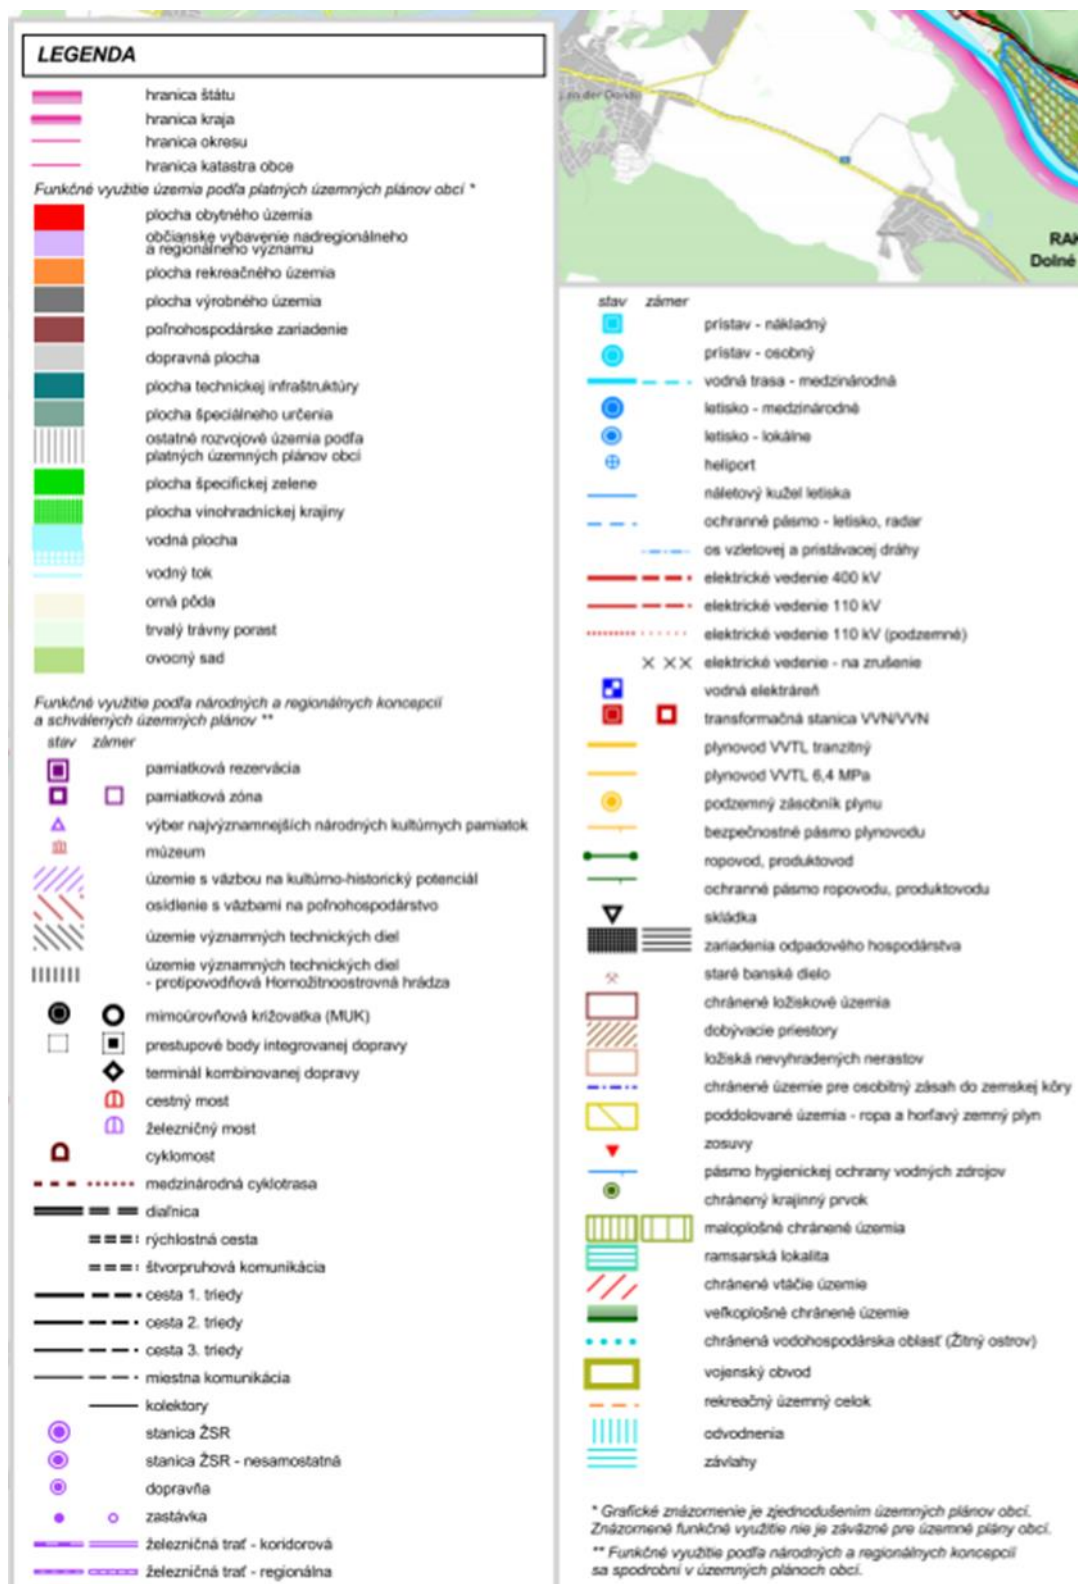 LEGENDA
hranica štátu
hranica kraja
hranica okresu
hranica katastra obce
Funkčné využitie územia podľa platných územných plánov obcí *
plocha obytného územia
občianske vybavenie nadregionálneho
a regionálneho významu
plocha rekreačného územia
plocha výrobného územia
poľnohospodárske zariadenie
dopravná plocha
plocha technickej infraštruktúry
plocha špeciálneho určenia
ostatné rozvojové územia podľa
platných územných plánov obcí
plocha špecifickej zelene
plocha vinohradníckej krajiny
vodná plocha
vodný tok
orná pôda
trvalý trávny porast
ovocný sad
Funkčné využitie podľa národných a regionálnych koncepcií
a schválených územných plánov **
stav zámer
pamiatková rezervácia
pamiatková zóna
výber najvýznamnejších národných kultúrnych pamiatok
múzeum
územie s väzbou na kultúrno-historický potenciál
osídlenie s väzbami na poľnohospodárstvo
územie významných technických diel
územie významných technických diel
- protipovodňová Hornožitnoostrovná hrádza
mimoúrovňová križovatka (MUK)
prestupové body integrovanej dopravy
terminál kombinovanej dopravy
cestný most
železničný most
cyklomost
medzinárodná cyklotrasa
diaľnica
rýchlostná cesta
štvorpruhová komunikácia
cesta 1. triedy
cesta 2. triedy
cesta 3. triedy
miestna komunikácia
kolektory
stanica ŽSR
stanica ŽSR - nesamostatná
dopravňa
zastávka
železničná trať - koridorová
železničná trať - regionálna
an der Donau
RAK
Dolné
stav zámer
prístav - nákladný
prístav - osobný
vodná trasa - medzinárodná
letisko - medzinárodné
letisko - lokálne
heliport
náletový kužel letiska
ochranné pásmo - letisko, radar
os vzletovej a pristávacej dráhy
elektrické vedenie 400 kV
elektrické vedenie 110 kV
elektrické vedenie 110 kV (podzemné)
elektrické vedenie - na zrušenie
vodná elektráreň
transformačná stanica VVN/VVN
plynovod VVTL tranzitný
plynovod VVTL 6,4 MPa
podzemný zásobník plynu
bezpečnostné pásmo plynovodu
ropovod, produktovod
ochranné pásmo ropovodu, produktovodu
skládka
zariadenia odpadového hospodárstva
staré banské dielo
chránené ložiskové územia
dobývacie priestory
ložiská nevyhradených nerastov
chránené územie pre osobitný zásah do zemskej kôry
poddolované územia - ropa a horľavý zemný plyn
zosuvy
pásmo hygienickej ochrany vodných zdrojov
chránený krajinný prvok
maloplošné chránené územia
ramsarská lokalita
chránené vtáčie územie
veľkoplošné chránené územie
chránená vodohospodárska oblasť (Žitný ostrov)
vojenský obvod
rekreačný územný celok
odvodnenia
závlahy
* Grafické znázornenie je zjednodušením územných plánov obcí.
Znázornené funkčné využitie nie je záväzné pre územné plány obcí.
** Funkčné využitie podľa národných a regionálnych koncepcií
sa spodrobní v územných plánoch obcí.